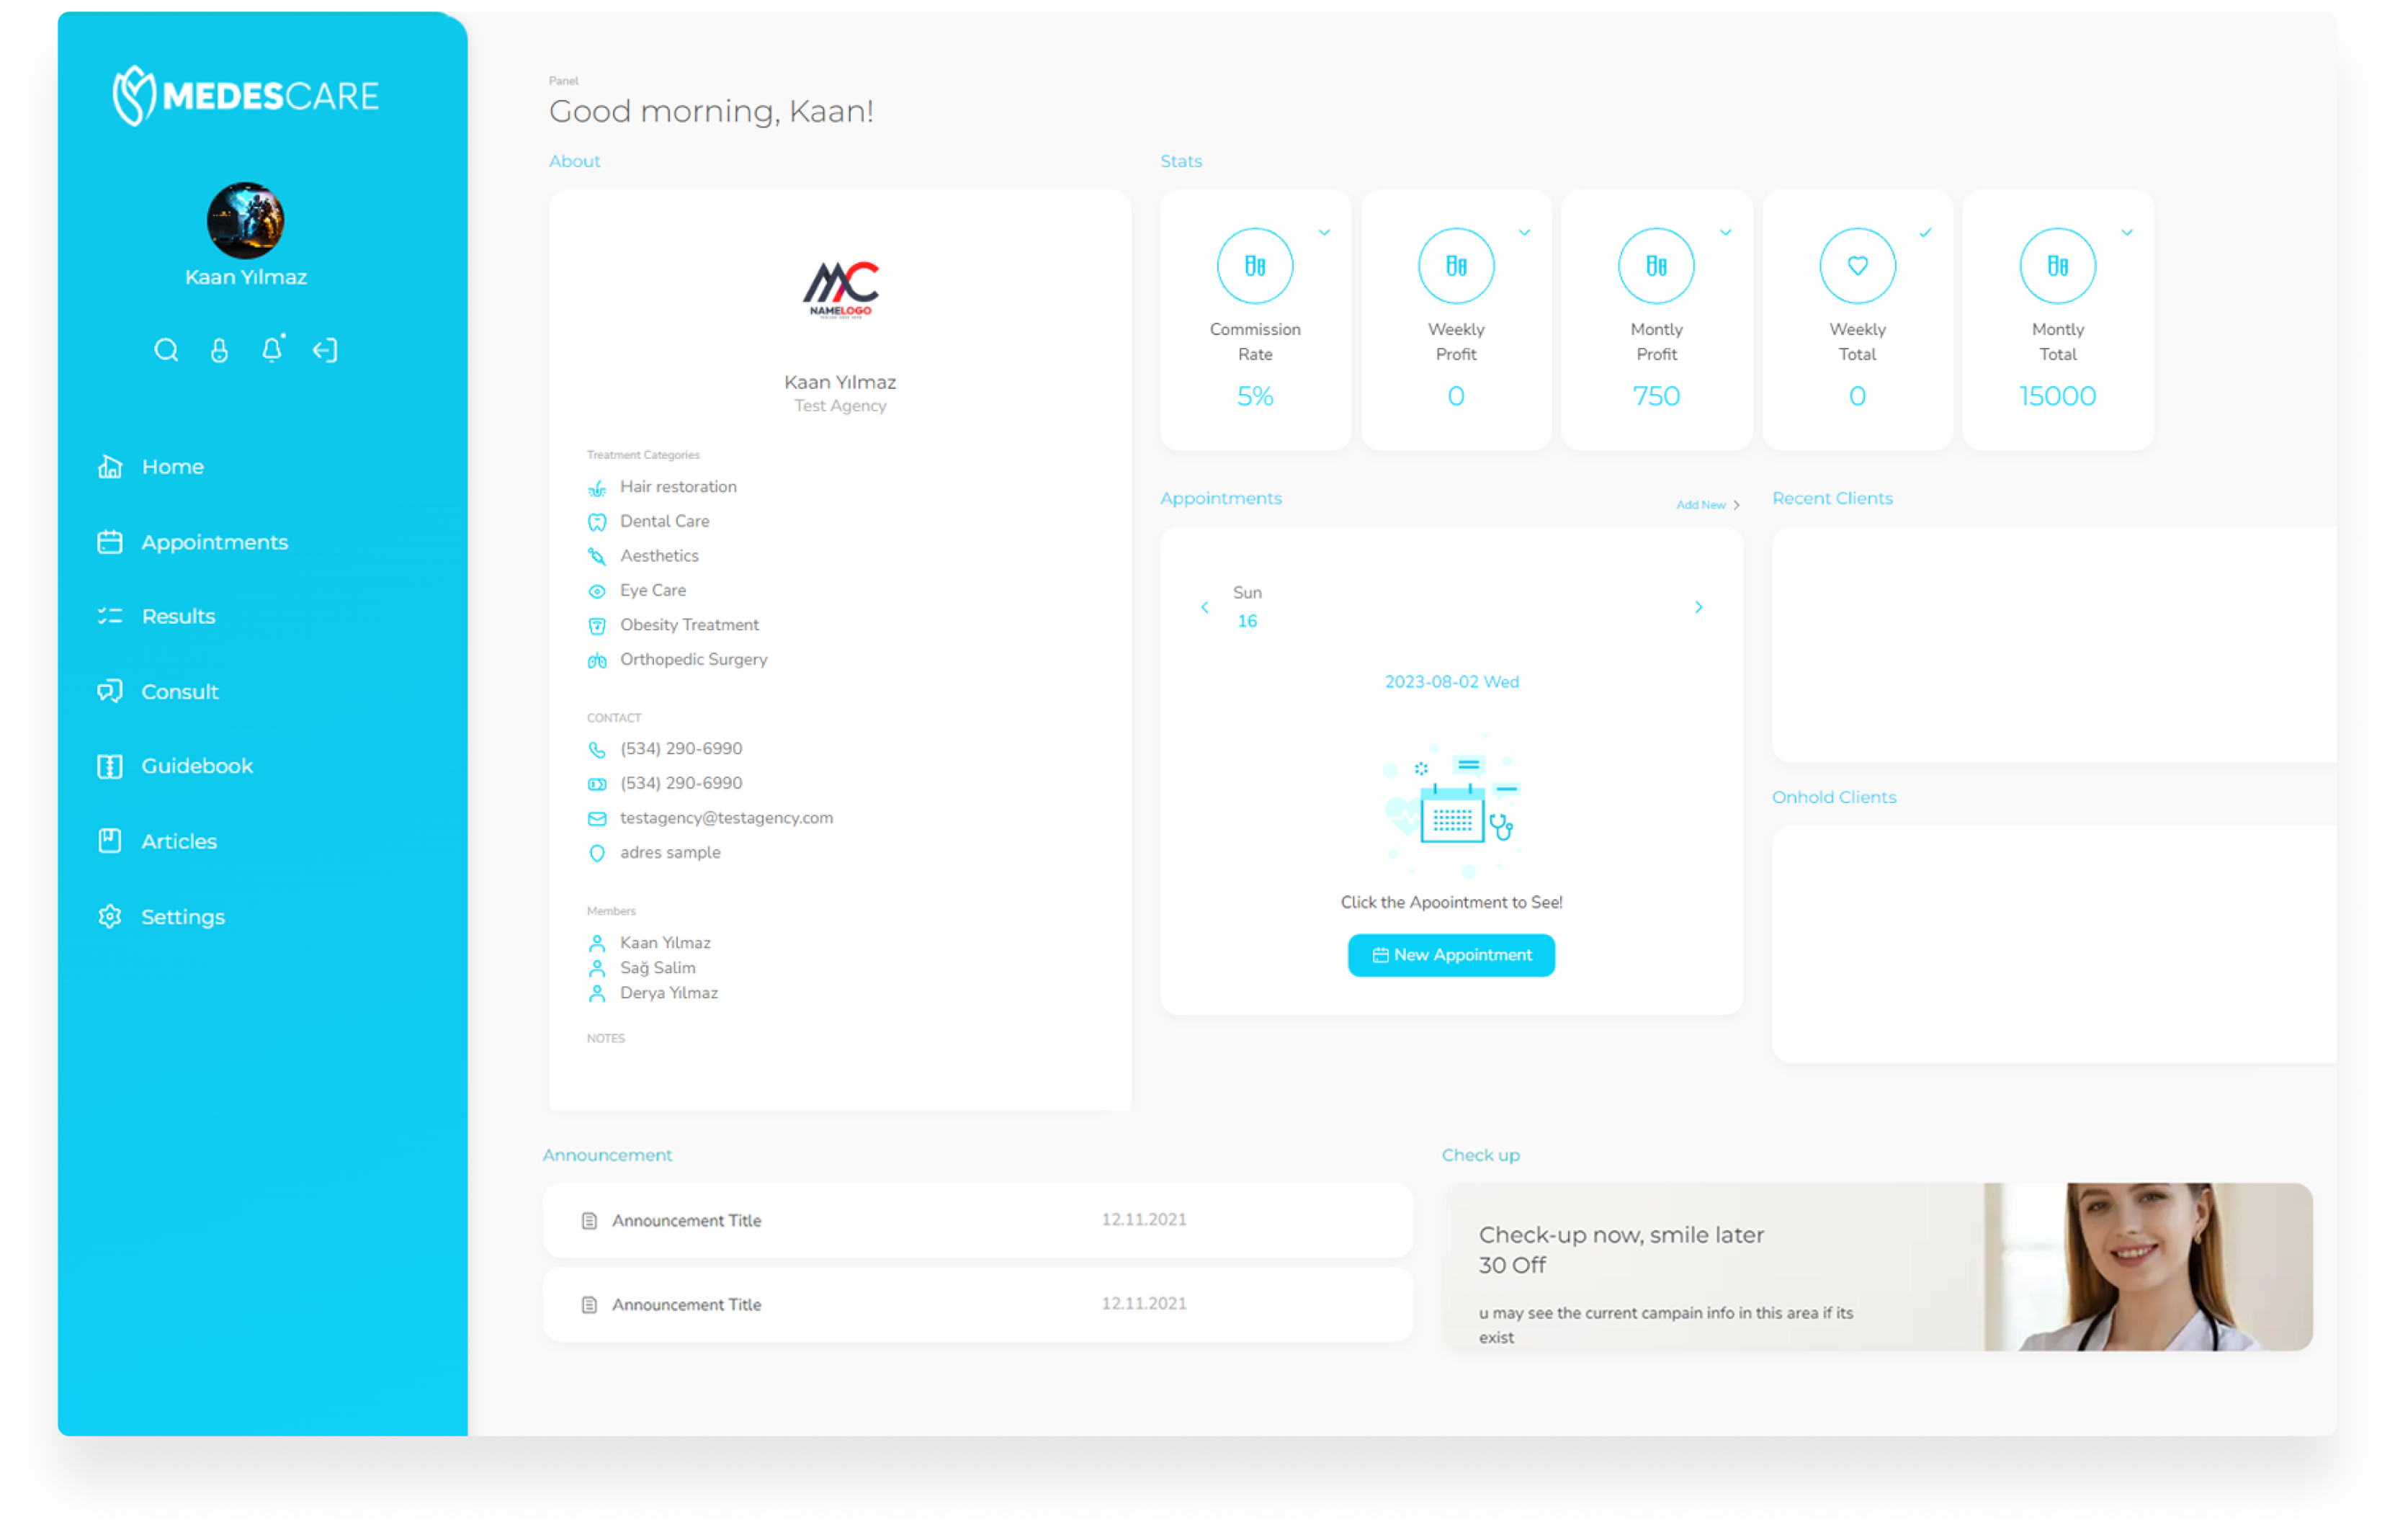 MEDESCARE
Kaan Yılmaz
Home
Appointments
Results
Consult
Guidebook
Articles
Settings
Panel
Good morning, Kaan!
About
NAMELOGO
Kaan Yılmaz
Test Agency
Treatment Categories
Hair restoration
Dental Care
Aesthetics
Eye Care
Obesity Treatment
Orthopedic Surgery
CONTACT
(534) 290-6990
(534) 290-6990
testagency@testagency.com
adres sample
Members
Kaan Yılmaz
Sağ Salim
Derya Yılmaz
NOTES
Stats
Commission
Rate
5%
Weekly
Profit
0
Montly
Profit
750
Weekly
Total
0
Montly
Total
15000
Appointments
Add New
Sun
16
2023-08-02 Wed
Click the Apoointment to See!
New Appointment
Recent Clients
Onhold Clients
Announcement
Announcement Title 12.11.2021
Announcement Title 12.11.2021
Check up
Check-up now, smile later
30 Off
u may see the current campain info in this area if its
exist